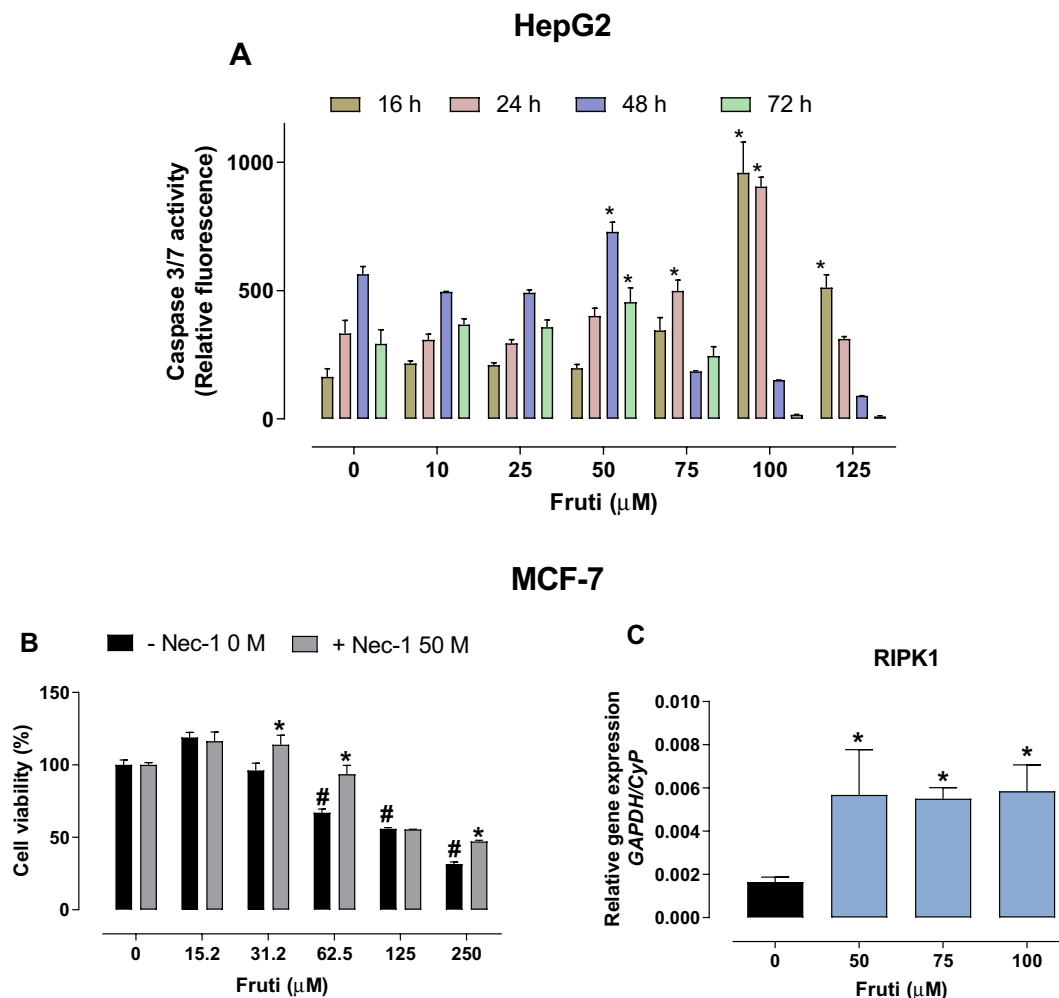 HepG2
A
16 h 24 h 48 h 72 h
Caspase 3/7 activity
(Relative fluorescence)
1000
500
0
* * * * * * *
0 10 25 50 75 100 125
Fruti (μM)
MCF-7
B
- Nec-1 0 M + Nec-1 50 M
Cell viability (%)
150
100
50
0
* # * # # *
0 15.2 31.2 62.5 125 250
Fruti (μM)
C
RIPK1
Relative gene expression
GAPDH/CyP
0.010
0.008
0.006
0.004
0.002
0.000
* * *
0 50 75 100
Fruti (μM)